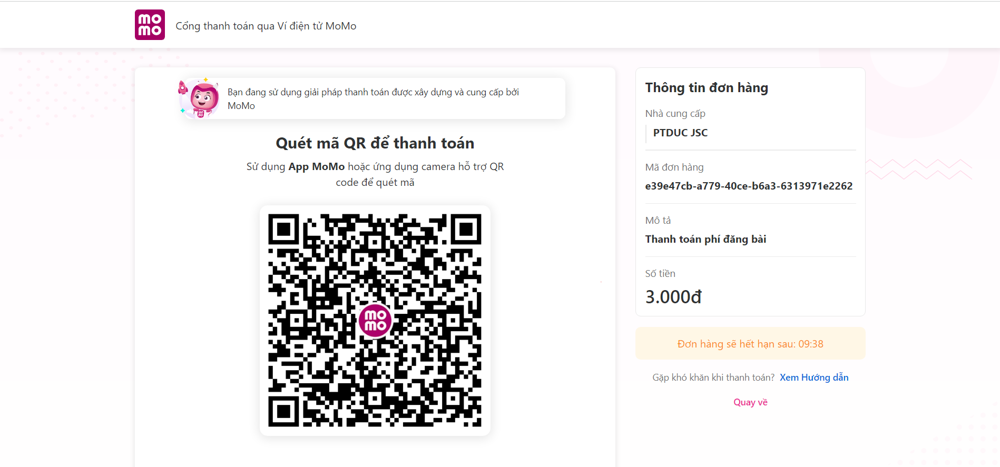 mo
mo
Cổng thanh toán qua Ví điện tử MoMo
Bạn đang sử dụng giải pháp thanh toán được xây dựng và cung cấp bởi
MoMo
mo
mo
Quét mã QR để thanh toán
Sử dụng App MoMo hoặc ứng dụng camera hỗ trợ QR
code để quét mã
mo
mo
Thông tin đơn hàng
Nhà cung cấp
PTDUC JSC
Mã đơn hàng
e39e47cb-a779-40ce-b6a3-6313971e2262
Mô tả
Thanh toán phí đăng bài
Số tiền
3.000đ
Đơn hàng sẽ hết hạn sau: 09:38
Gặp khó khăn khi thanh toán? Xem Hướng dẫn
Quay về